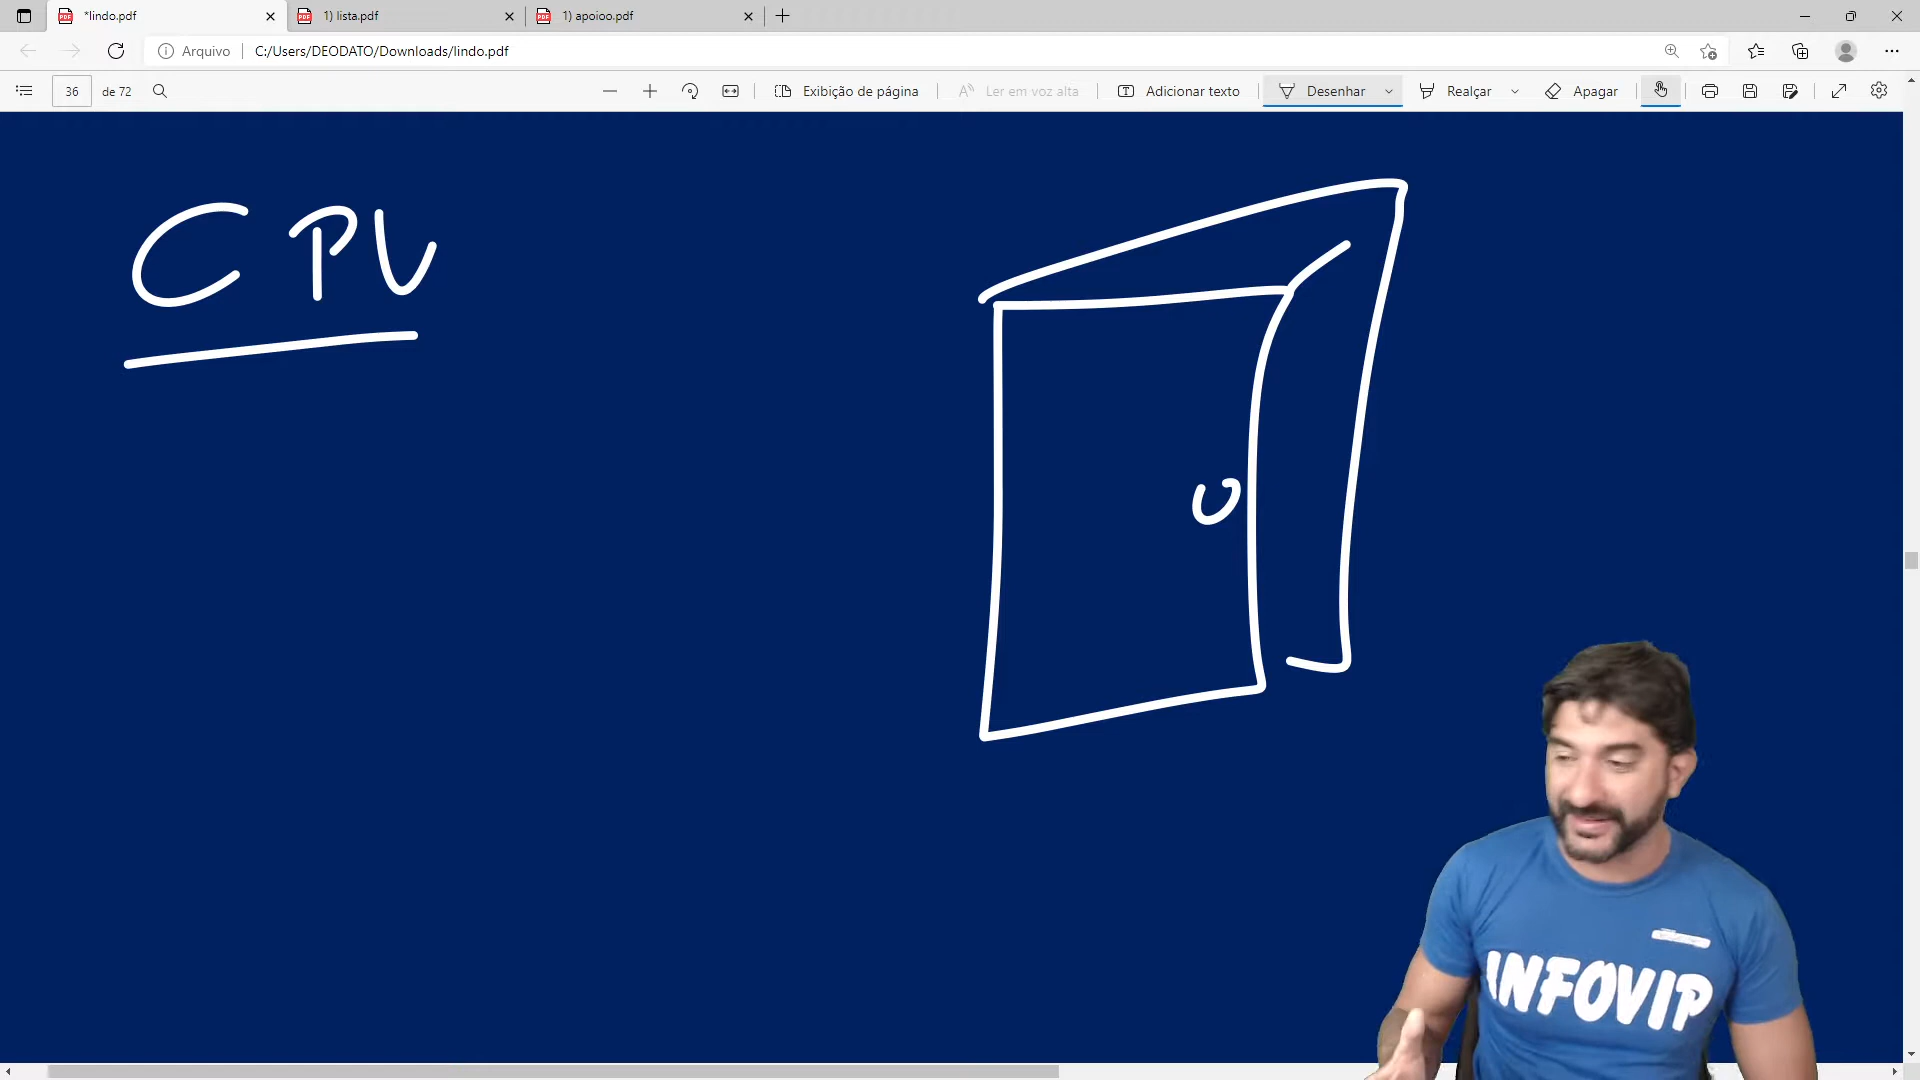 *lindo.pdf
1) lista.pdf
1) apoioo.pdf
Arquivo
C:/Users/DEODATO/Downloads/lindo.pdf
36 de 72
Exibição de página
Ler em voz alta
Adicionar texto
Desenhar
Realçar
Apagar
CPU
INFOVIP